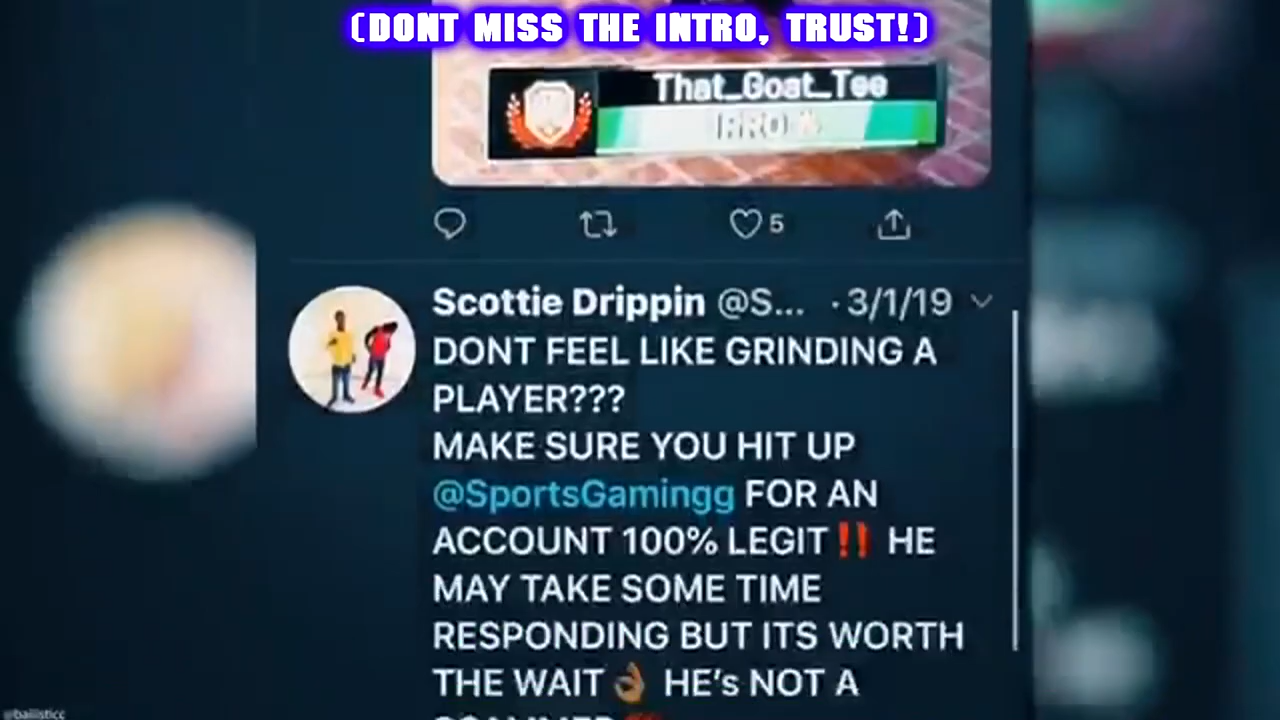 (DONT MISS THE INTRO, TRUST!)
That_Goat_Tee
5
Scottie Drippin @S... · 3/1/19
DONT FEEL LIKE GRINDING A
PLAYER???
MAKE SURE YOU HIT UP
@SportsGamingg FOR AN
ACCOUNT 100% LEGIT‼️ HE
MAY TAKE SOME TIME
RESPONDING BUT ITS WORTH
THE WAIT👌🏾 HE's NOT A
@ballisticc